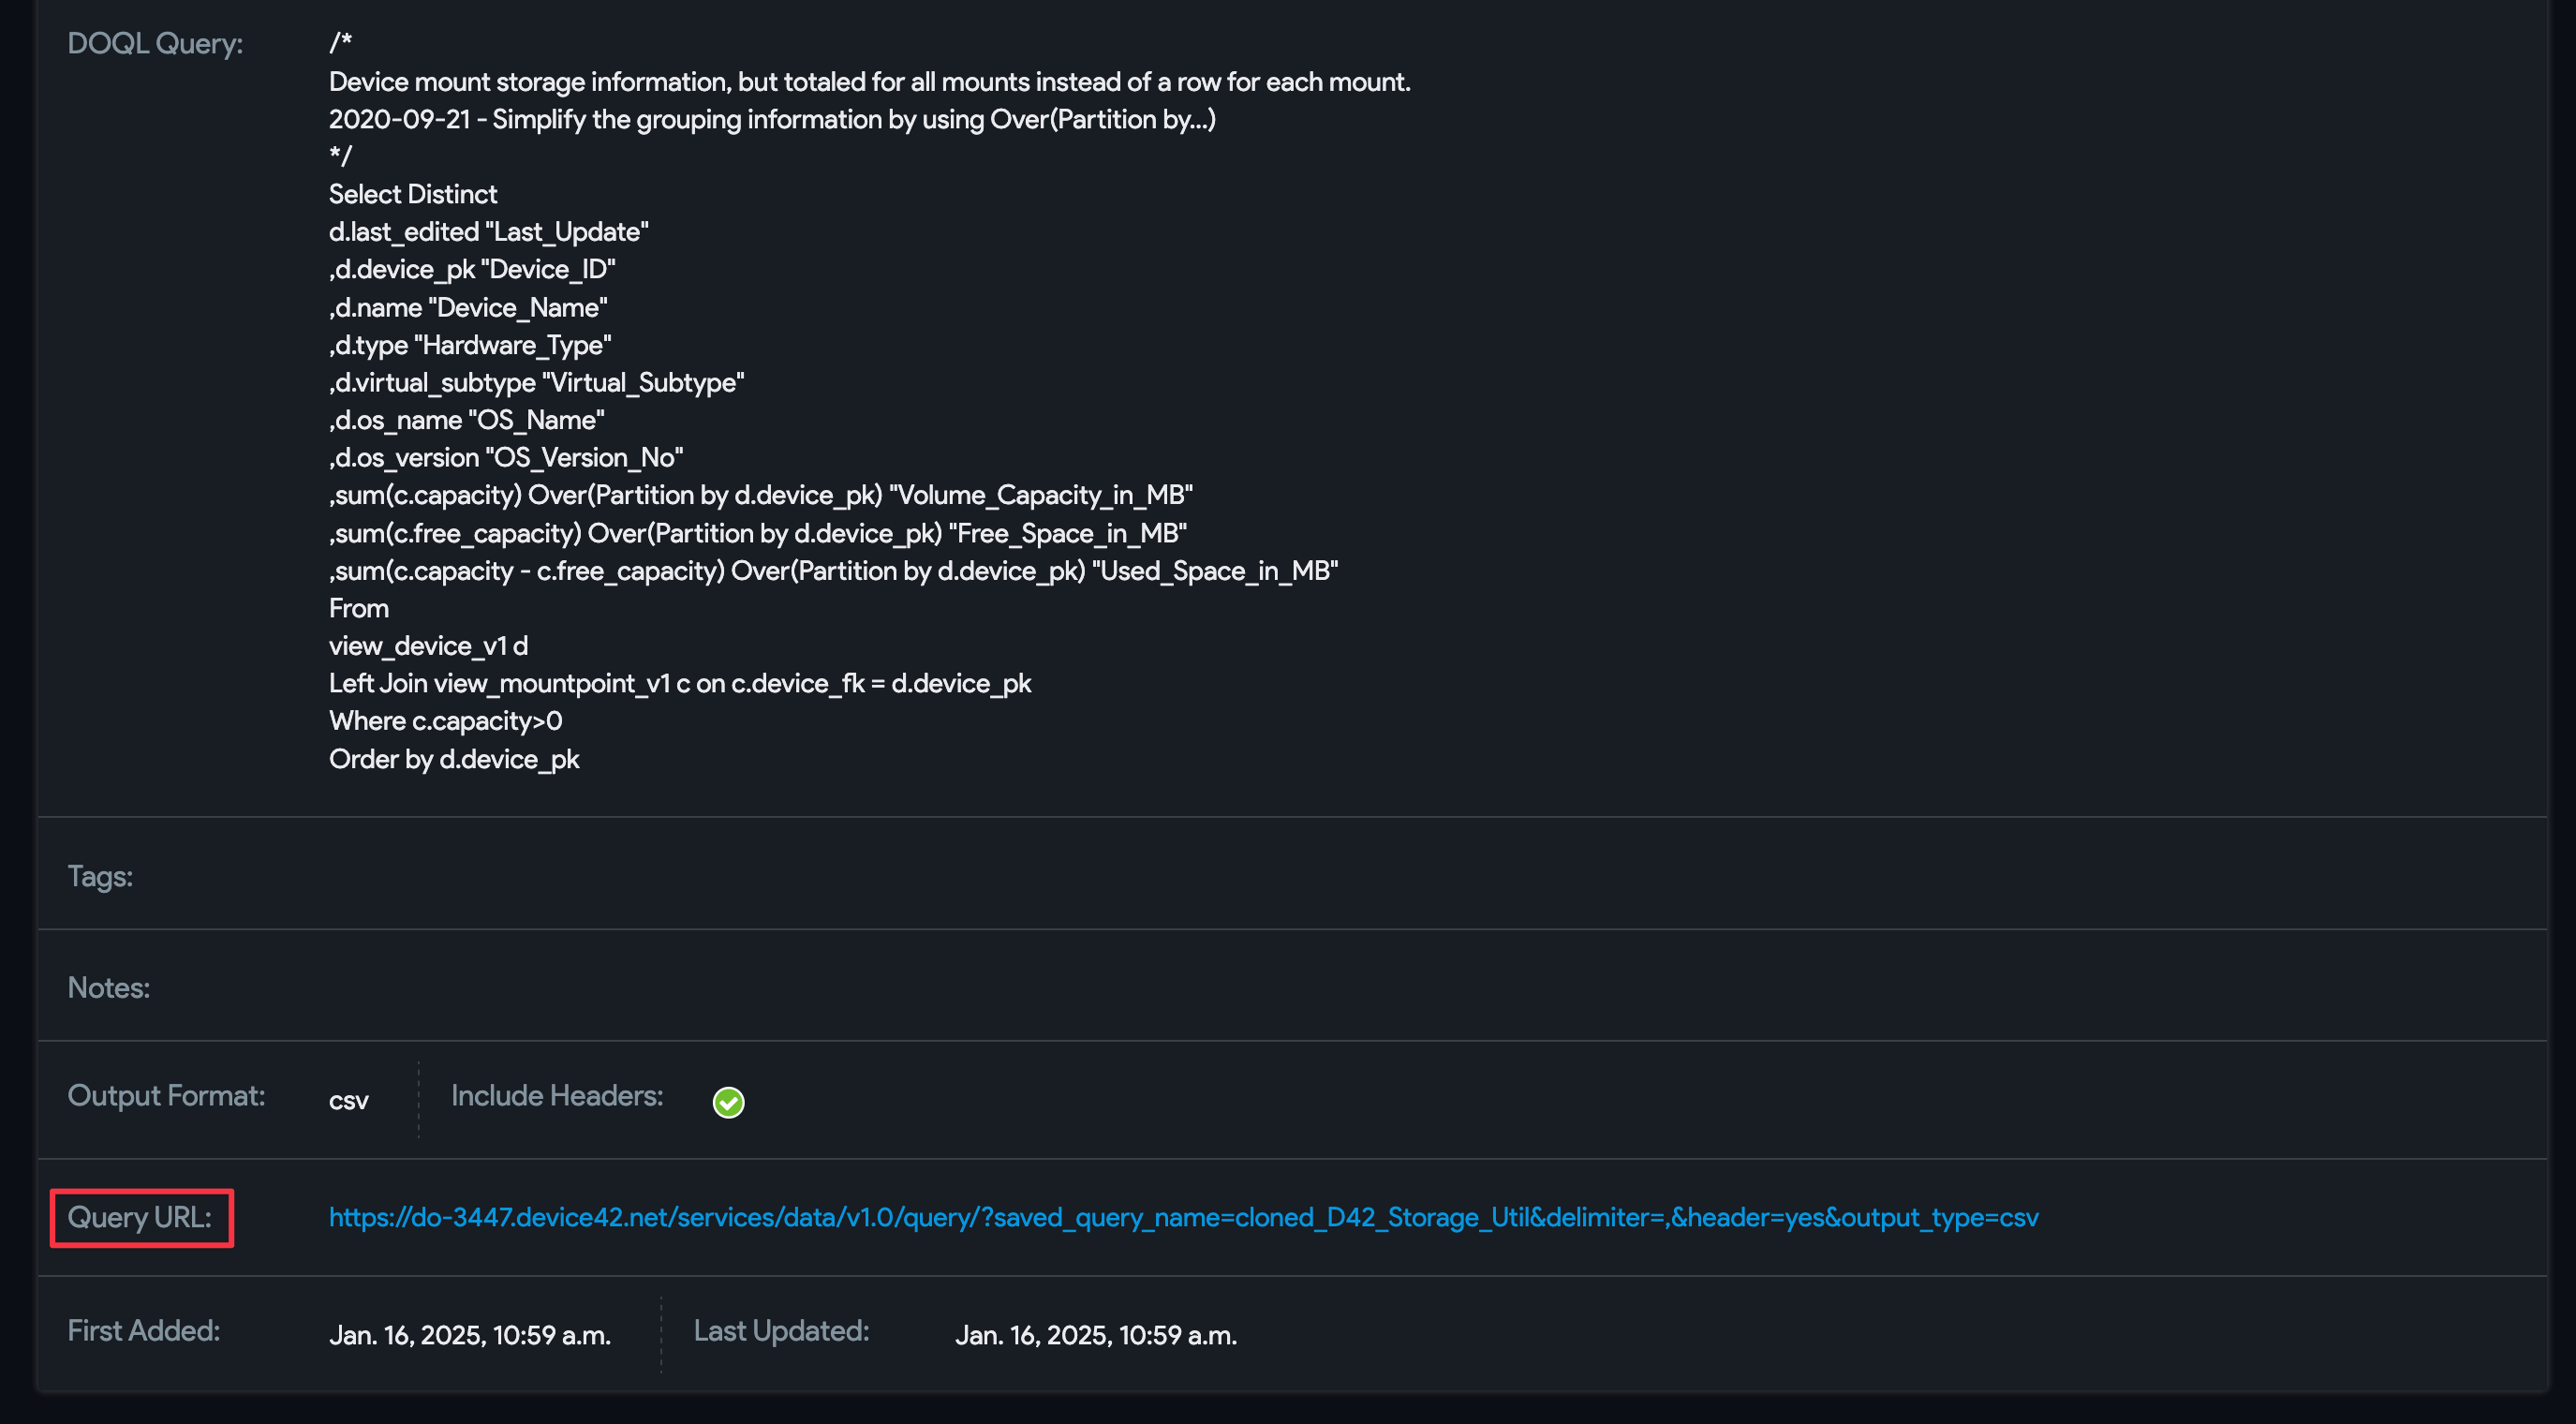 DOQL Query:
/*
Device mount storage information, but totaled for all mounts instead of a row for each mount.
2020-09-21 - Simplify the grouping information by using Over(Partition by...)
*/
Select Distinct
d.last_edited "Last_Update"
,d.device_pk "Device_ID"
,d.name "Device_Name"
,d.type "Hardware_Type"
,d.virtual_subtype "Virtual_Subtype"
,d.os_name "OS_Name"
,d.os_version "OS_Version_No"
,sum(c.capacity) Over(Partition by d.device_pk) "Volume_Capacity_in_MB"
,sum(c.free_capacity) Over(Partition by d.device_pk) "Free_Space_in_MB"
,sum(c.capacity - c.free_capacity) Over(Partition by d.device_pk) "Used_Space_in_MB"
From
view_device_v1 d
Left Join view_mountpoint_v1 c on c.device_fk = d.device_pk
Where c.capacity>0
Order by d.device_pk
Tags:
Notes:
Output Format: csv Include Headers:
Query URL: https://do-3447.device42.net/services/data/v1.0/query/?saved_query_name=cloned_D42_Storage_Util&delimiter=,&header=yes&output_type=csv
First Added: Jan. 16, 2025, 10:59 a.m. Last Updated: Jan. 16, 2025, 10:59 a.m.